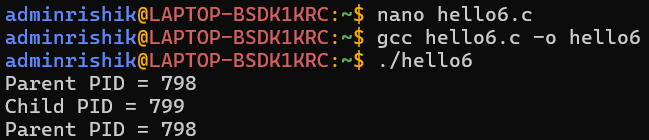 adminrishik@LAPTOP-BSDK1KRC:~$ nano hello6.c
adminrishik@LAPTOP-BSDK1KRC:~$ gcc hello6.c -o hello6
adminrishik@LAPTOP-BSDK1KRC:~$ ./hello6
Parent PID = 798
Child PID = 799
Parent PID = 798